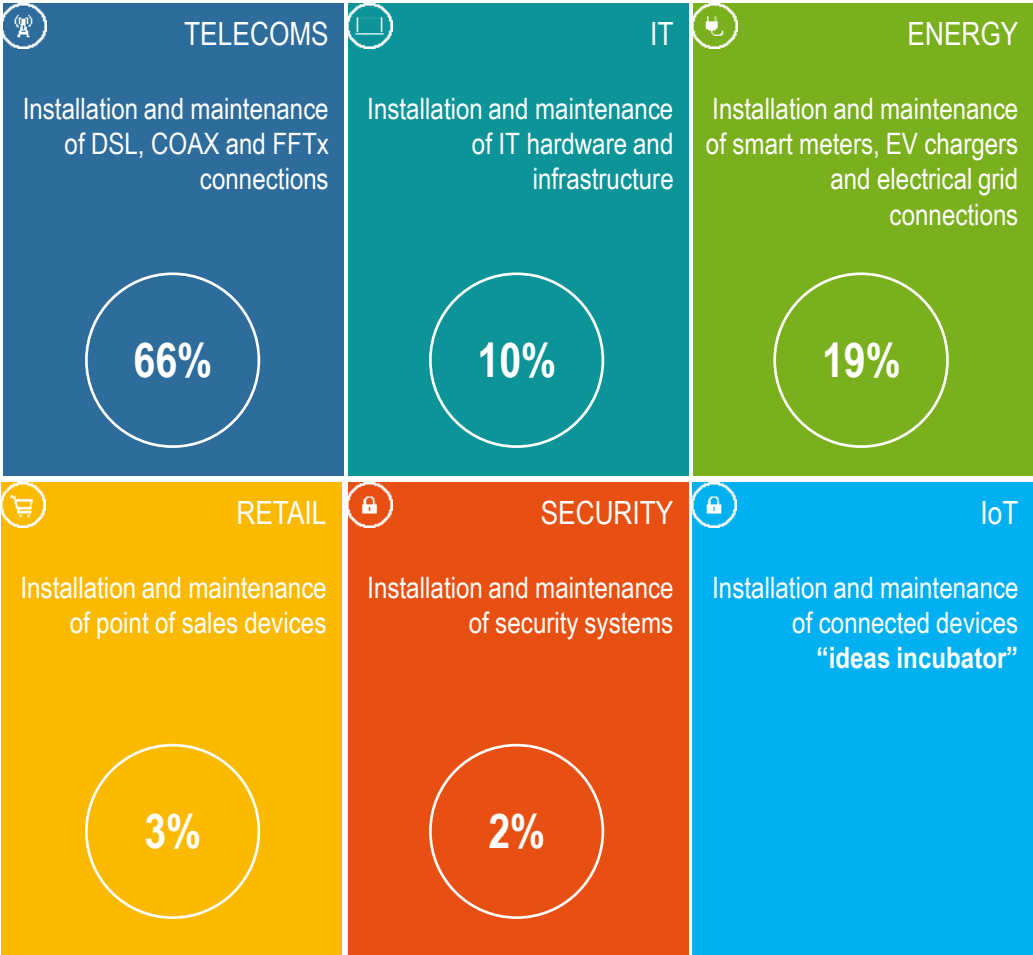 TELECOMS
Installation and maintenance
of DSL, COAX and FFTx
connections
66%
IT
Installation and maintenance
of IT hardware and
infrastructure
10%
ENERGY
Installation and maintenance
of smart meters, EV chargers
and electrical grid
connections
19%
RETAIL
Installation and maintenance
of point of sales devices
3%
SECURITY
Installation and maintenance
of security systems
2%
IoT
Installation and maintenance
of connected devices
“ideas incubator”